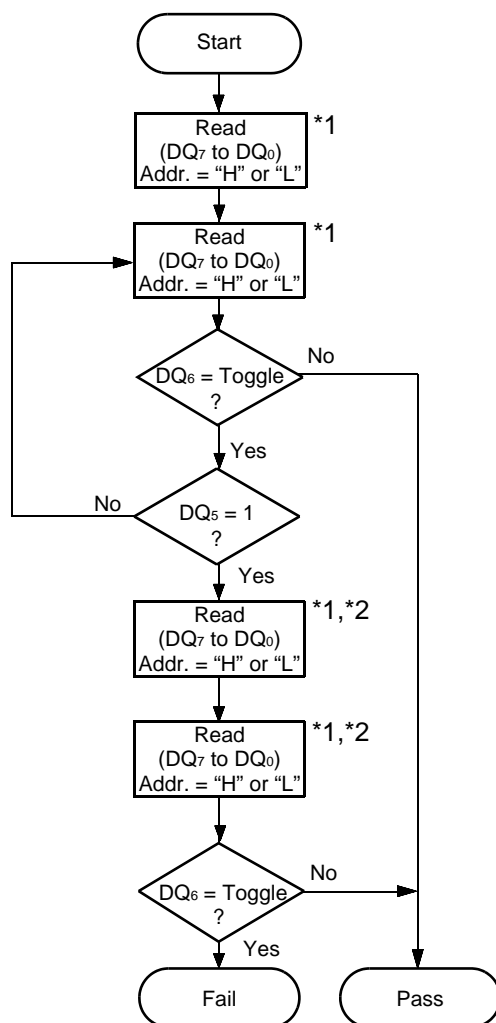 Start
Read
(DQ7 to DQ0)
Addr. = “H” or “L”
*1
Read
(DQ7 to DQ0)
Addr. = “H” or “L”
*1
DQ6 = Toggle
?
No
Yes
DQ5 = 1
?
No
Yes
Read
(DQ7 to DQ0)
Addr. = “H” or “L”
*1,*2
Read
(DQ7 to DQ0)
Addr. = “H” or “L”
*1,*2
DQ6 = Toggle
?
No
Yes
Fail
Pass